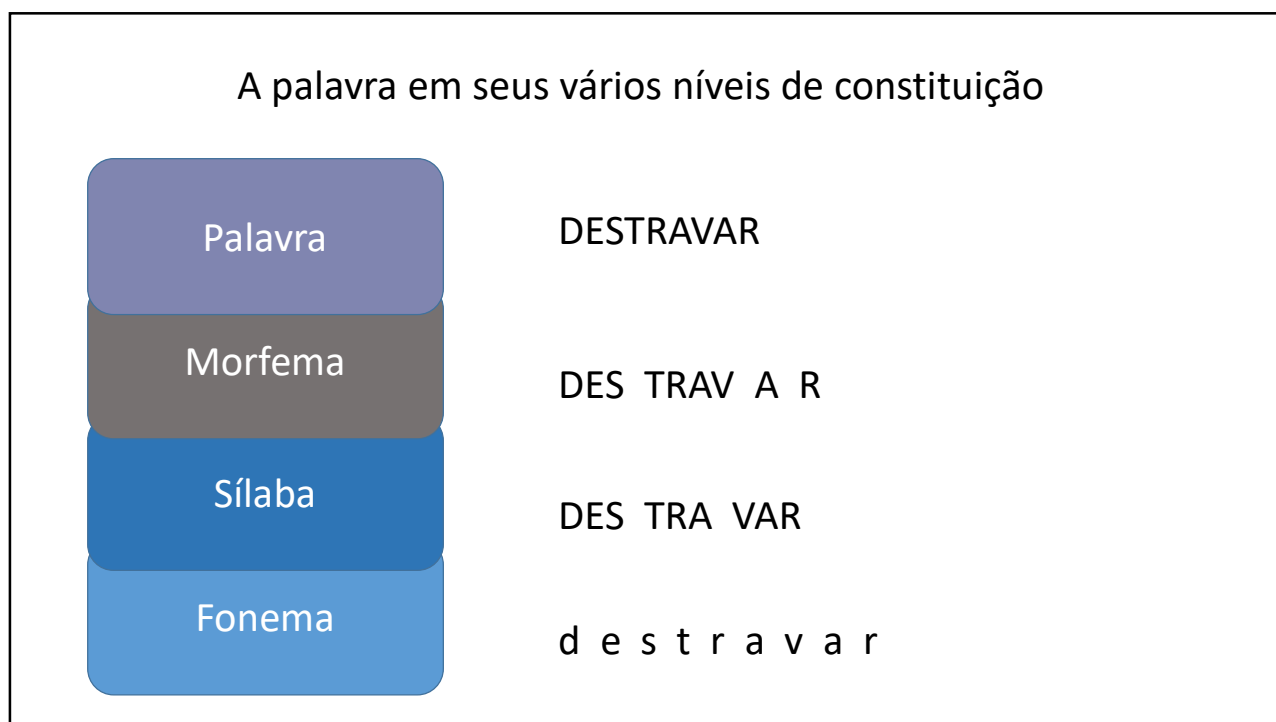 A palavra em seus vários níveis de constituição
Palavra
DESTRAVAR
Morfema
DES TRAV A R
Sílaba
DES TRA VAR
Fonema
d e s t r a v a r